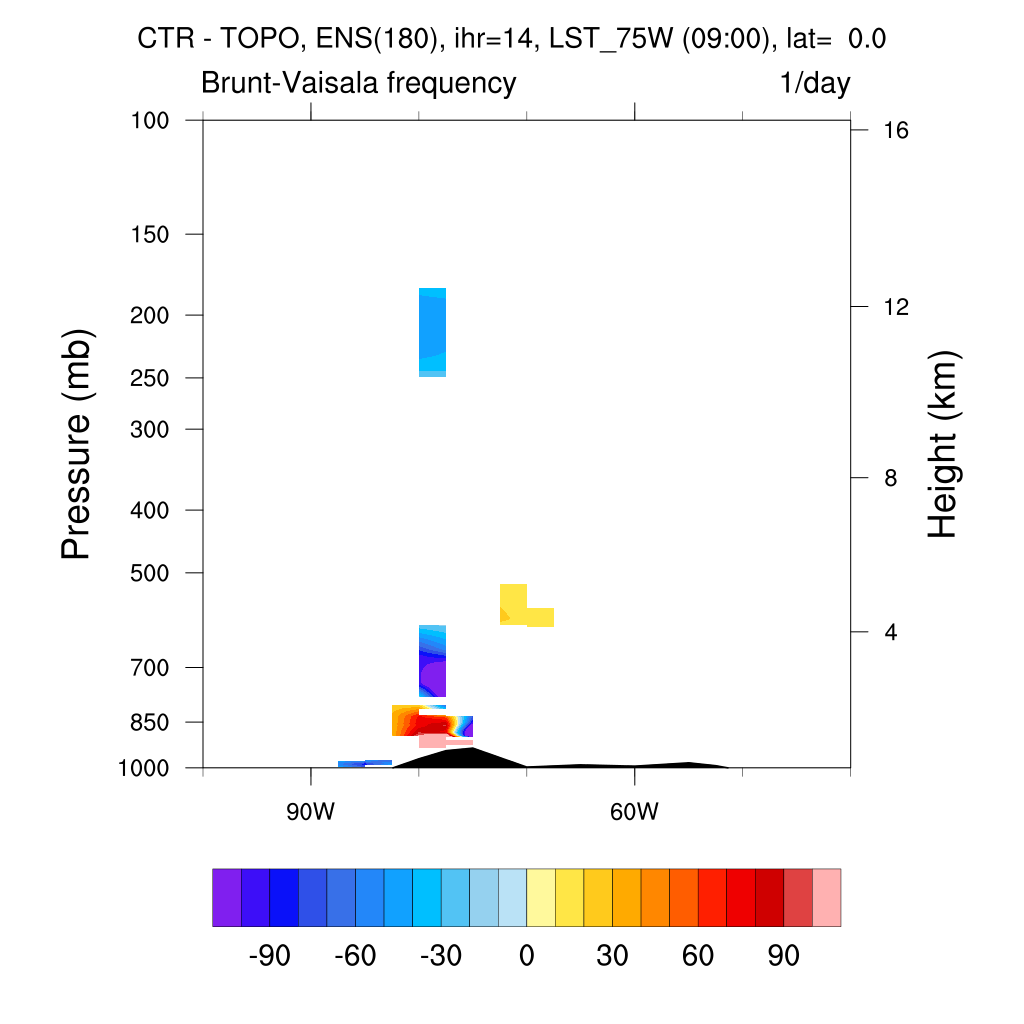 CTR - TOPO, ENS(180), ihr=14, LST_75W (09:00), lat=  0.0
Brunt-Vaisala frequency 1/day
100
150
200
250
300
400
500
700
850
1000
Pressure (mb)
16
12
8
4
Height (km)
90W 60W
-90 -60 -30 0 30 60 90